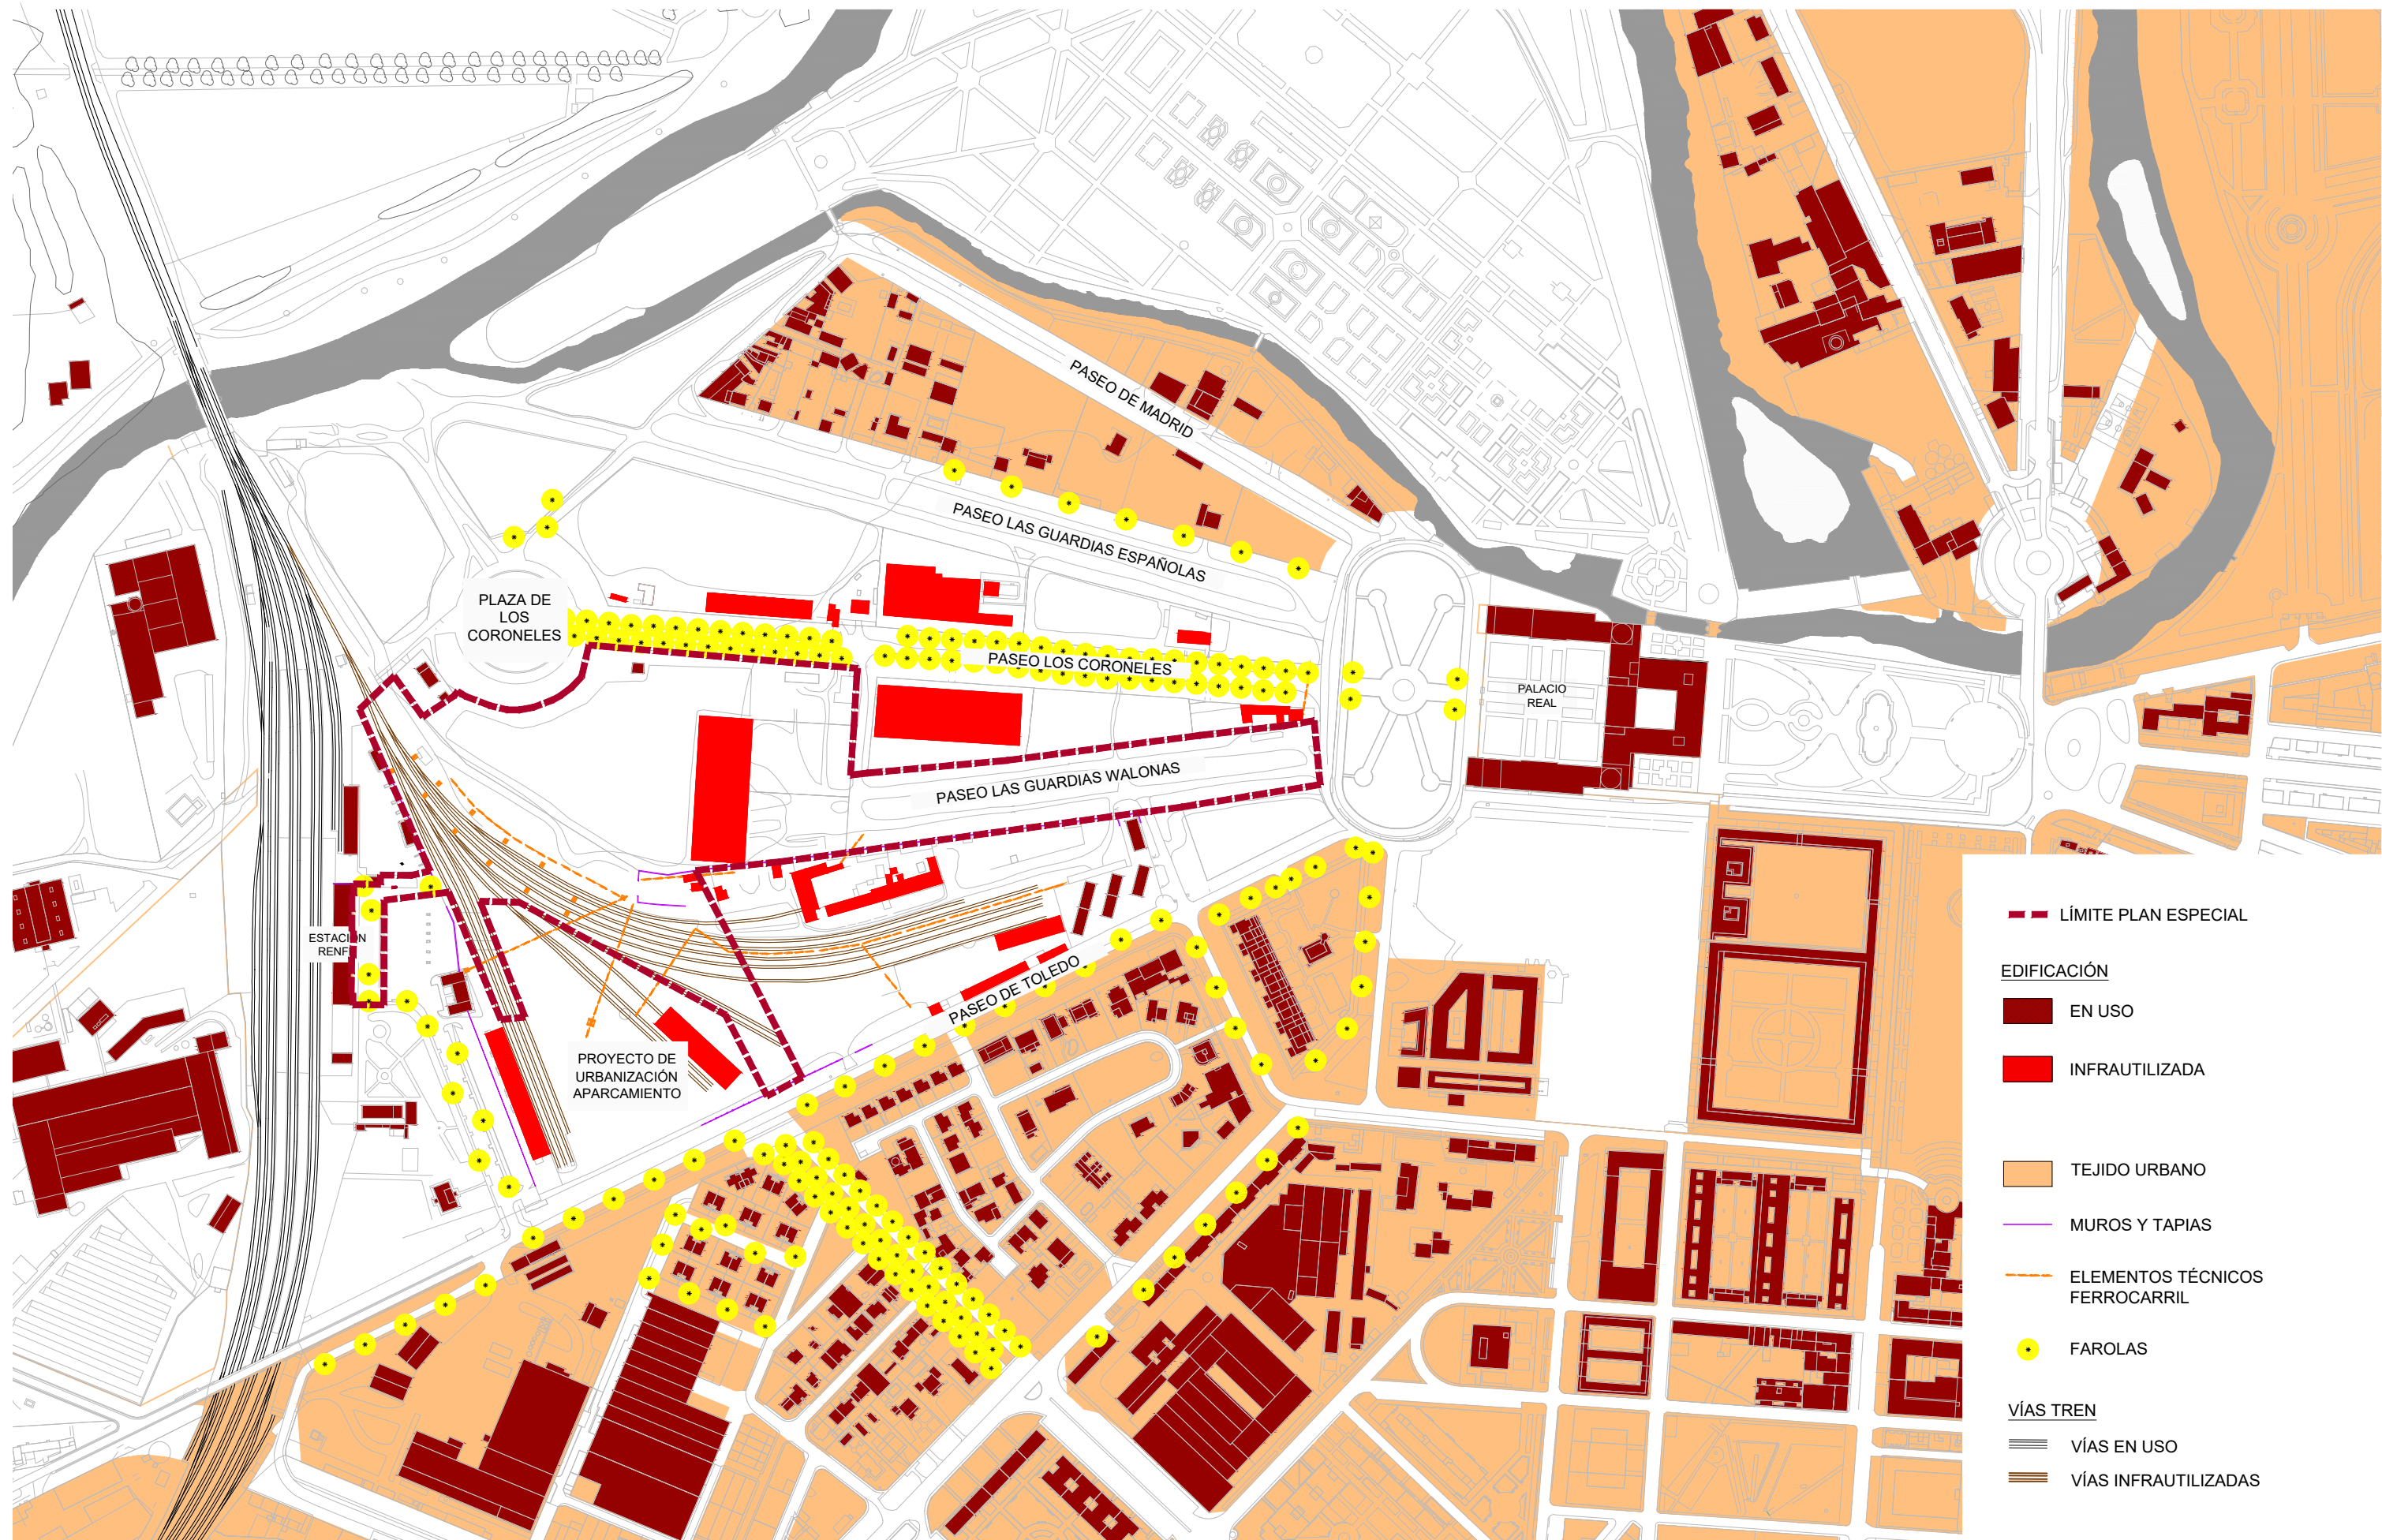 PASEO DE MADRID
PASEO LAS GUARDIAS ESPAÑOLAS
PLAZA DE
LOS
CORONELES
PASEO LOS CORONELES
PALACIO
REAL
PASEO LAS GUARDIAS WALONAS
ESTACIÓN
RENFE
PASEO DE TOLEDO
PROYECTO DE
URBANIZACIÓN
APARCAMIENTO
LÍMITE PLAN ESPECIAL
EDIFICACIÓN
EN USO
INFRAUTILIZADA
TEJIDO URBANO
MUROS Y TAPIAS
ELEMENTOS TÉCNICOS
FERROCARRIL
FAROLAS
VÍAS TREN
VÍAS EN USO
VÍAS INFRAUTILIZADAS